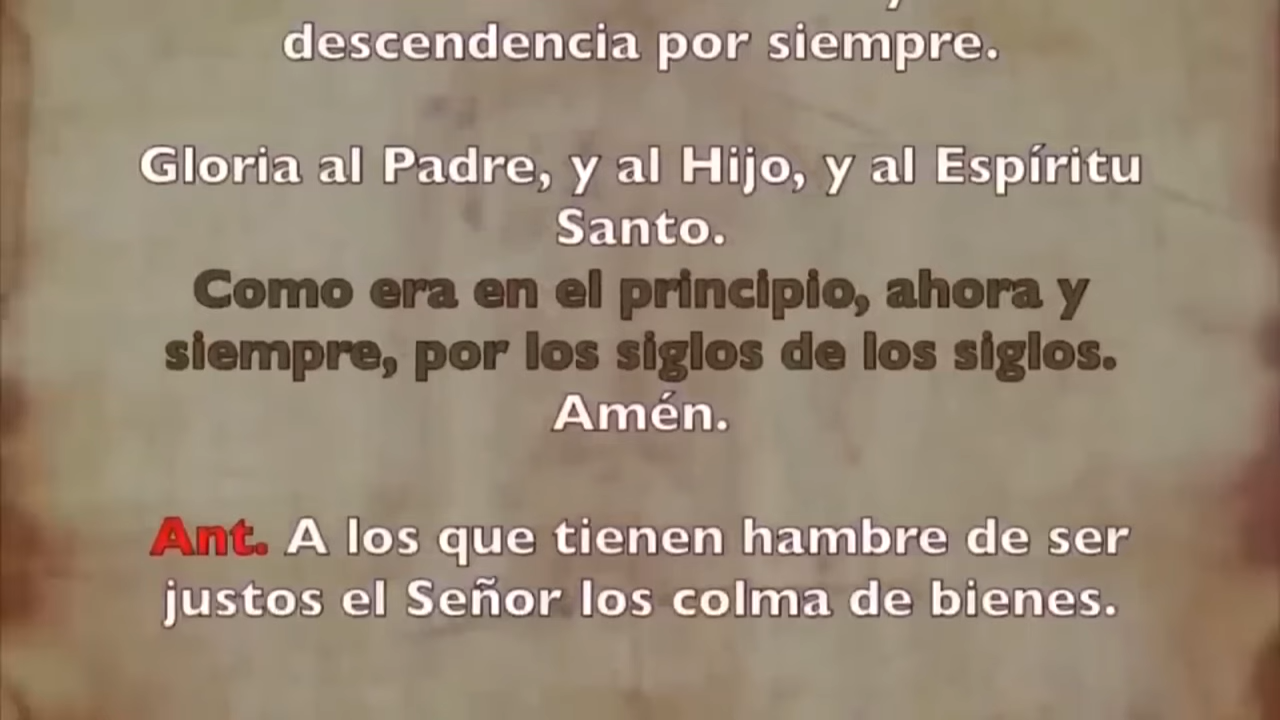 descendencia por siempre.
Gloria al Padre, y al Hijo, y al Espíritu
Santo.
Como era en el principio, ahora y
siempre, por los siglos de los siglos.
Amén.
Ant. A los que tienen hambre de ser
justos el Señor los colma de bienes.